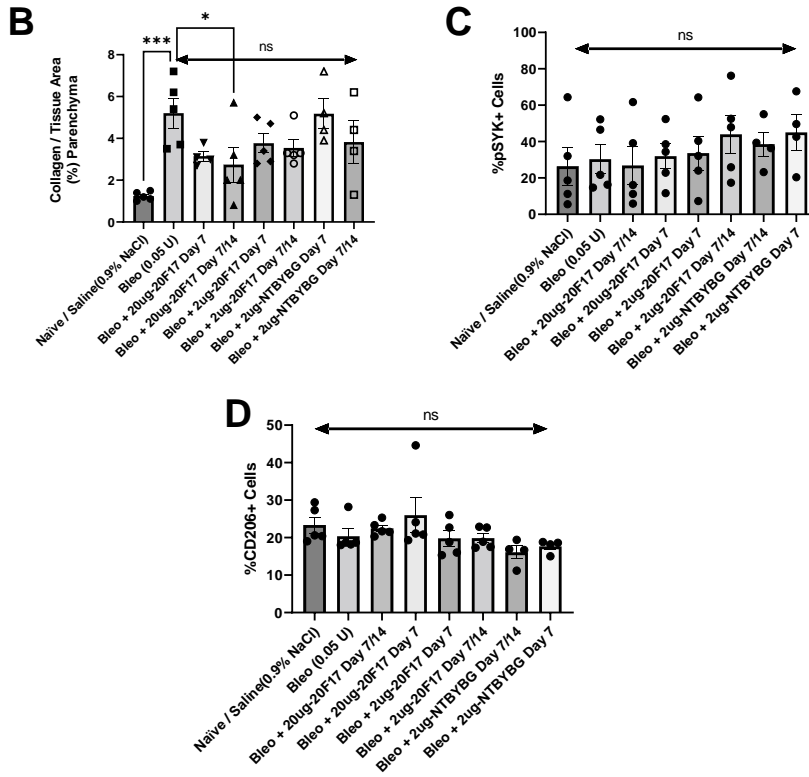 B
***
*
ns
Collagen / Tissue Area
(%) Parenchyma
8
6
4
2
0
Naïve / Saline(0.9% NaCl)
Bleo (0.05 U)
Bleo + 20ug-20F17 Day 7
Bleo + 20ug-20F17 Day 7/14
Bleo + 2ug-20F17 Day 7
Bleo + 2ug-20F17 Day 7/14
Bleo + 2ug-NTBYBG Day 7
Bleo + 2ug-NTBYBG Day 7/14
C
ns
%pSYK+ Cells
100
80
60
40
20
0
Naïve / Saline(0.9% NaCl)
Bleo (0.05 U)
Bleo + 20ug-20F17 Day 7/14
Bleo + 20ug-20F17 Day 7
Bleo + 2ug-20F17 Day 7
Bleo + 2ug-20F17 Day 7/14
Bleo + 2ug-NTBYBG Day 7/14
Bleo + 2ug-NTBYBG Day 7
D
ns
%CD206+ Cells
50
40
30
20
10
0
Naïve / Saline(0.9% NaCl)
Bleo (0.05 U)
Bleo + 20ug-20F17 Day 7/14
Bleo + 20ug-20F17 Day 7
Bleo + 2ug-20F17 Day 7
Bleo + 2ug-20F17 Day 7/14
Bleo + 2ug-NTBYBG Day 7/14
Bleo + 2ug-NTBYBG Day 7